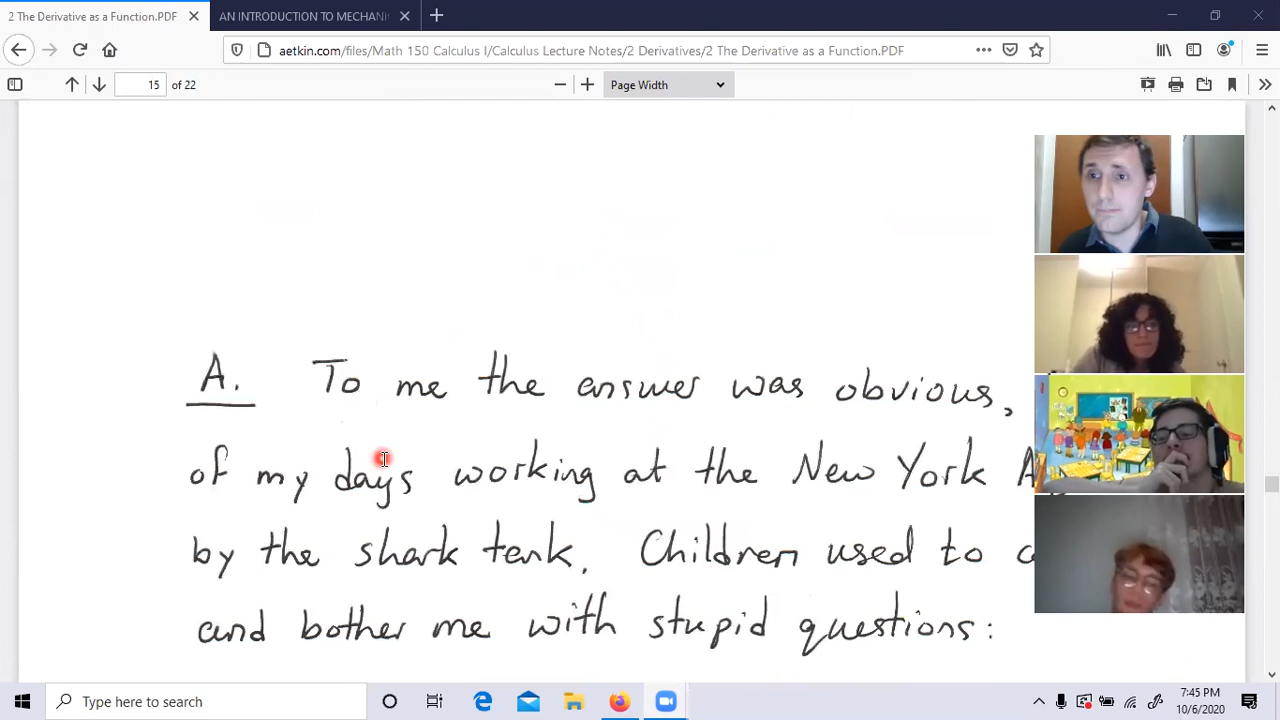 2 The Derivative as a Function.PDF
AN INTRODUCTION TO MECHANI
aetkin.com/files/Math 150 Calculus I/Calculus Lecture Notes/2 Derivatives/2 The Derivative as a Function.PDF
15 of 22
Page Width
A. To me the answer was obvious,
of my days working at the New York A
by the shark tank. Children used to
and bother me with stupid questions:
Type here to search
7:45 PM
10/6/2020